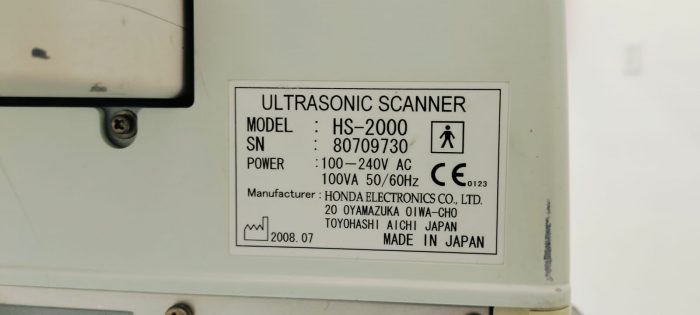 ULTRASONIC SCANNER
MODEL : HS-2000
SN : 80709730
POWER : 100-240V AC
100VA 50/60Hz CE 0123
Manufacturer : HONDA ELECTRONICS CO., LTD.
20 OYAMAZUKA OIWA-CHO
TOYOHASHI AICHI JAPAN
2008.07 MADE IN JAPAN